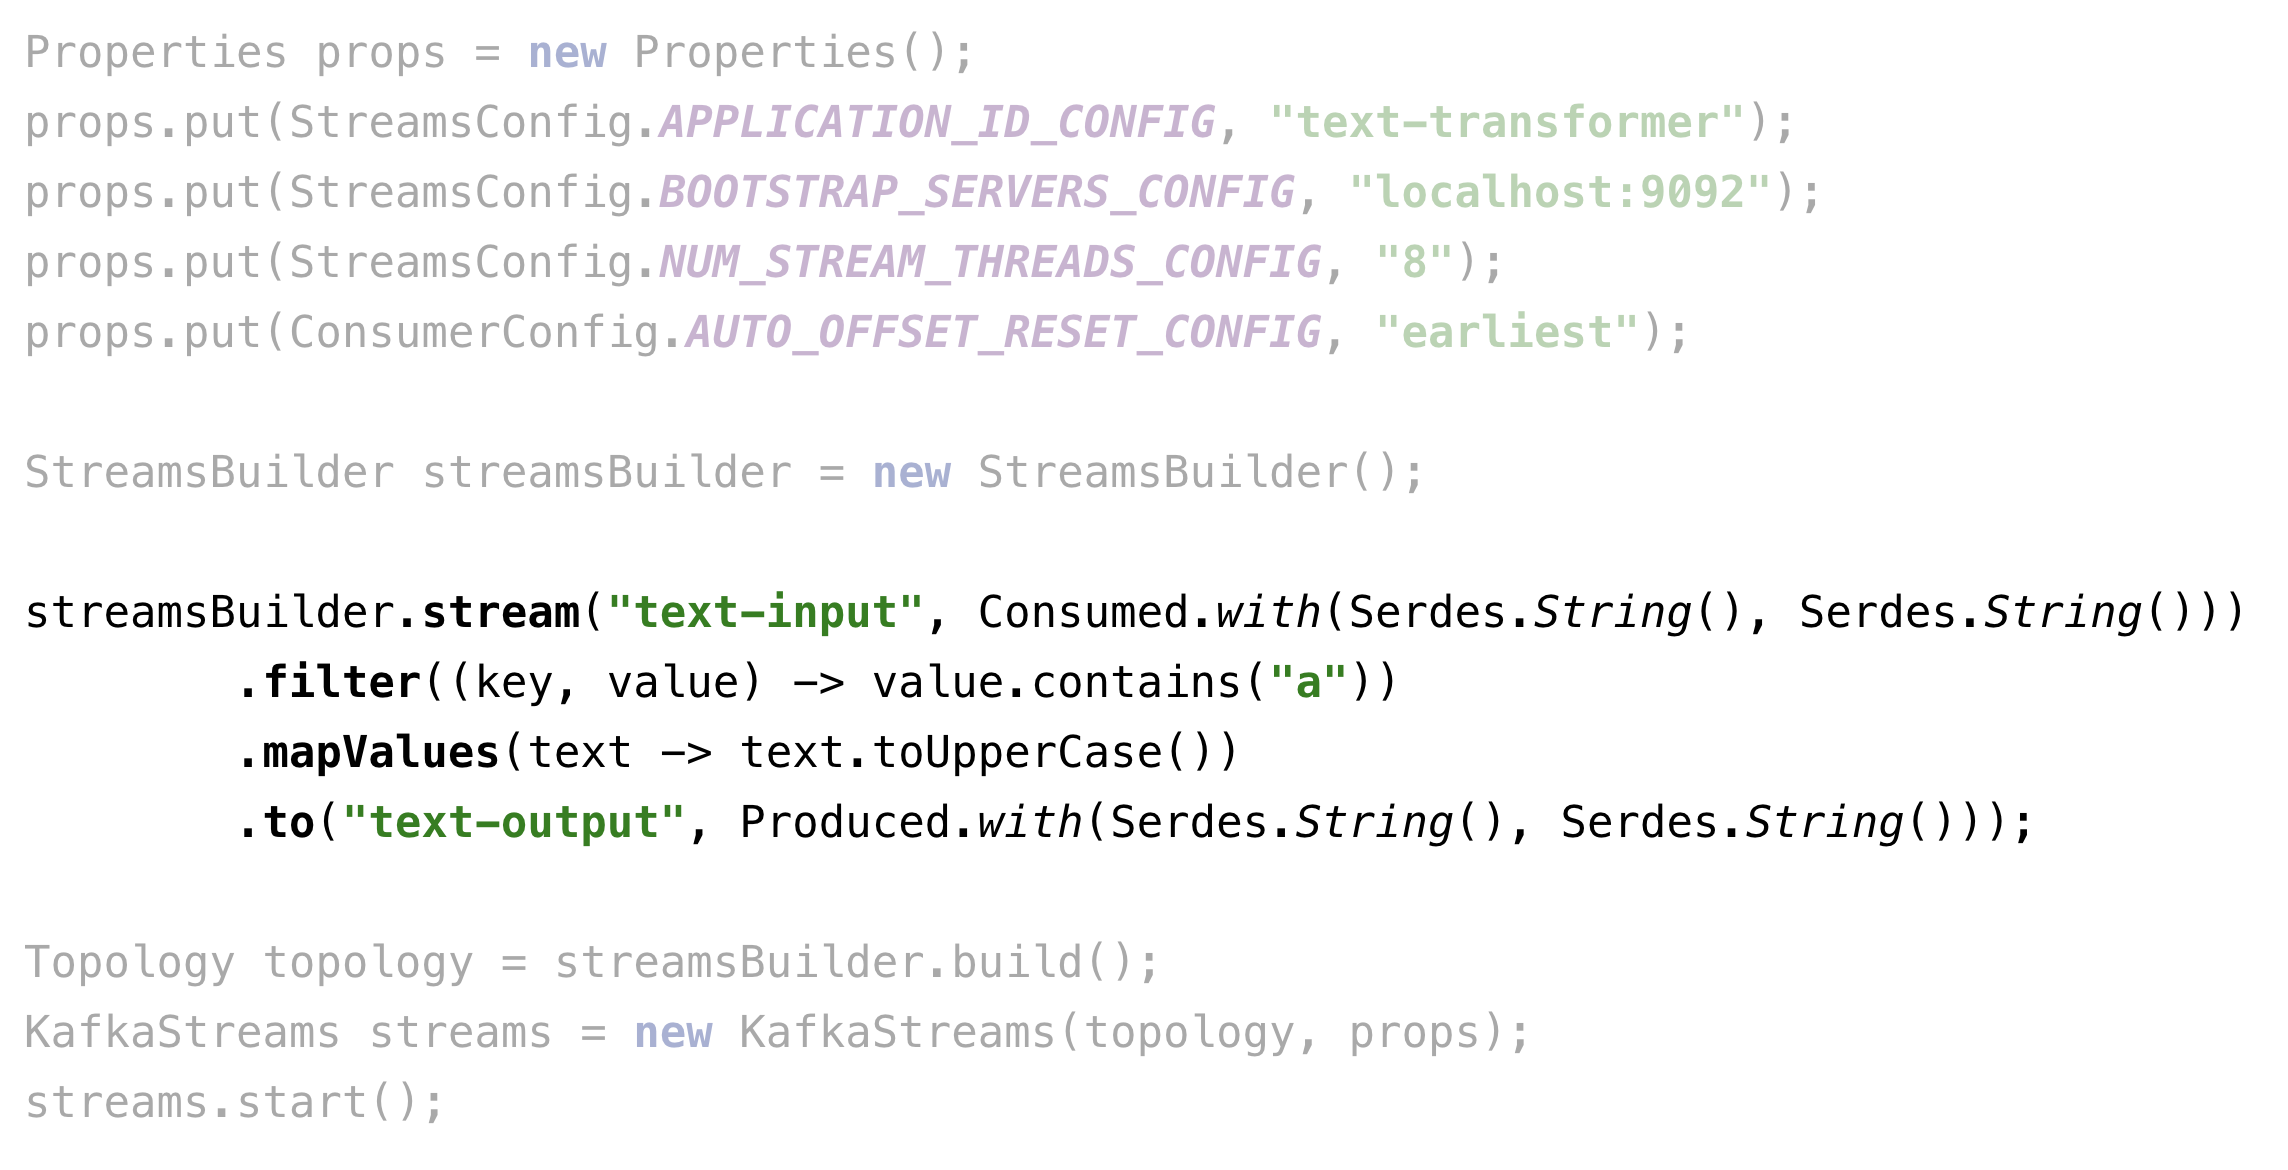 Properties props = new Properties();
props.put(StreamsConfig.APPLICATION_ID_CONFIG, "text-transformer");
props.put(StreamsConfig.BOOTSTRAP_SERVERS_CONFIG, "localhost:9092");
props.put(StreamsConfig.NUM_STREAM_THREADS_CONFIG, "8");
props.put(ConsumerConfig.AUTO_OFFSET_RESET_CONFIG, "earliest");
StreamsBuilder streamsBuilder = new StreamsBuilder();
streamsBuilder.stream("text-input", Consumed.with(Serdes.String(), Serdes.String()))
.filter((key, value) -> value.contains("a"))
.mapValues(text -> text.toUpperCase())
.to("text-output", Produced.with(Serdes.String(), Serdes.String()));
Topology topology = streamsBuilder.build();
KafkaStreams streams = new KafkaStreams(topology, props);
streams.start();